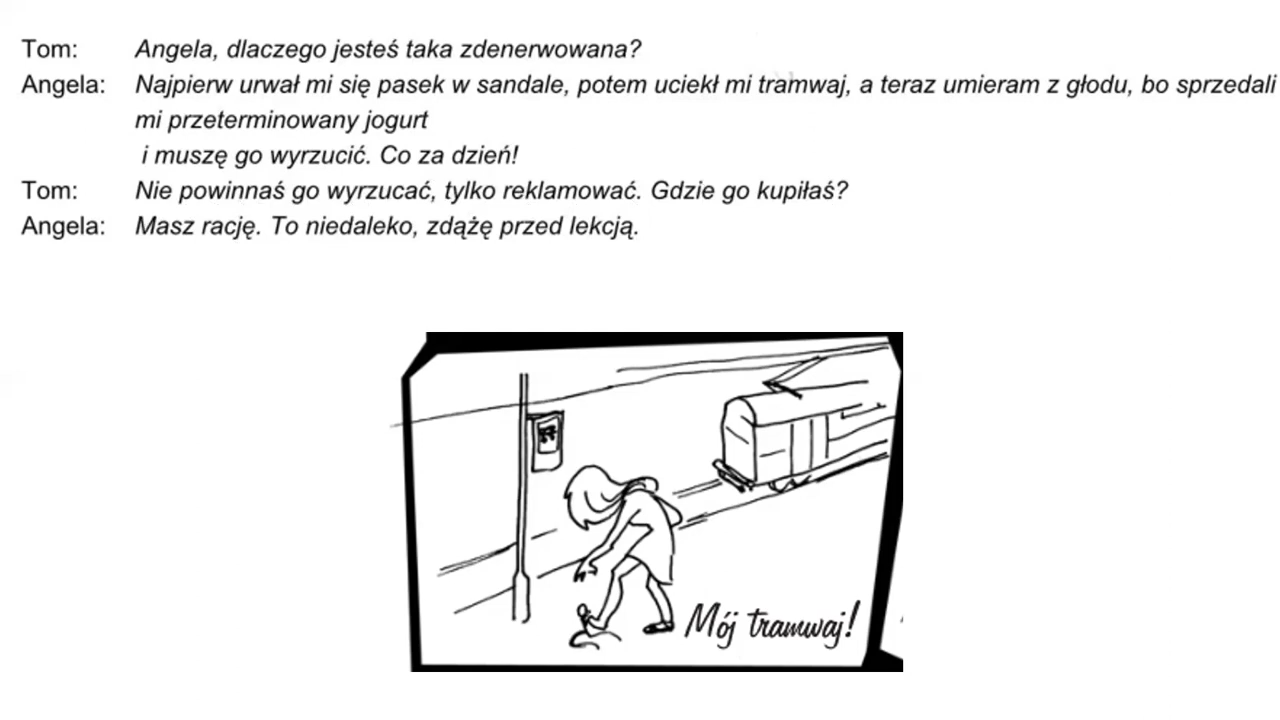 Tom: Angela, dlaczego jesteś taka zdenerwowana?
Angela: Najpierw urwał mi się pasek w sandale, potem uciekł mi tramwaj, a teraz umieram z głodu, bo sprzedali
mi przeterminowany jogurt
i muszę go wyrzucić. Co za dzień!
Tom: Nie powinnaś go wyrzucać, tylko reklamować. Gdzie go kupiłaś?
Angela: Masz rację. To niedaleko, zdążę przed lekcją.
Mój tramwaj!